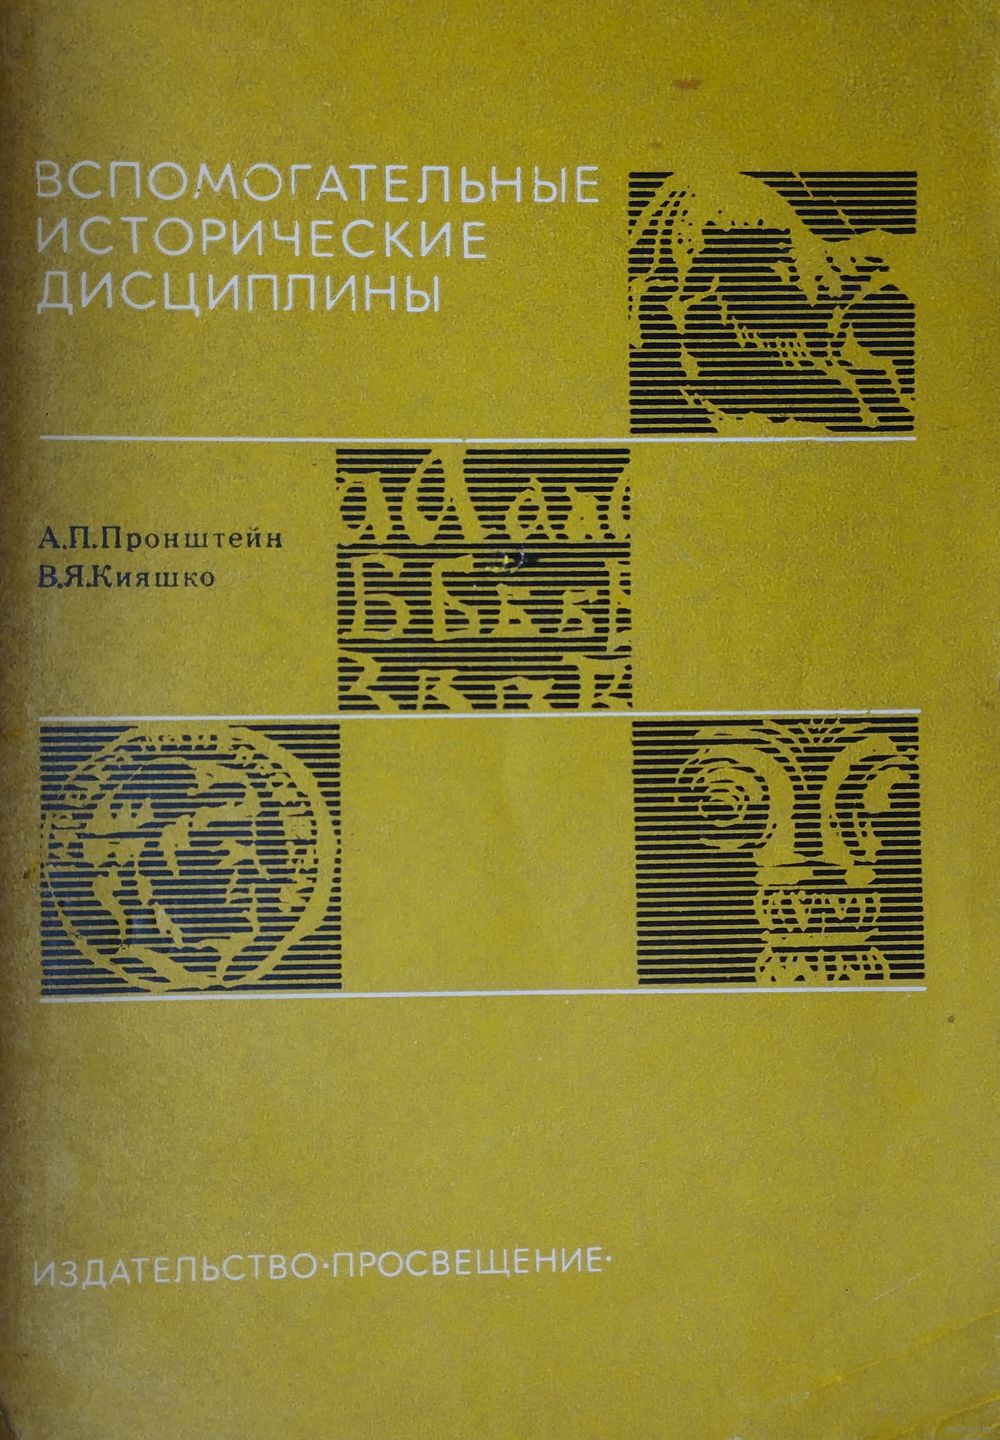 ВСПОМОГАТЕЛЬНЫЕ
ИСТОРИЧЕСКИЕ
ДИСЦИПЛИНЫ
А.П.Пронштейн
В.Я.Кияшко
ИЗДАТЕЛЬСТВО·ПРОСВЕЩЕНИЕ·